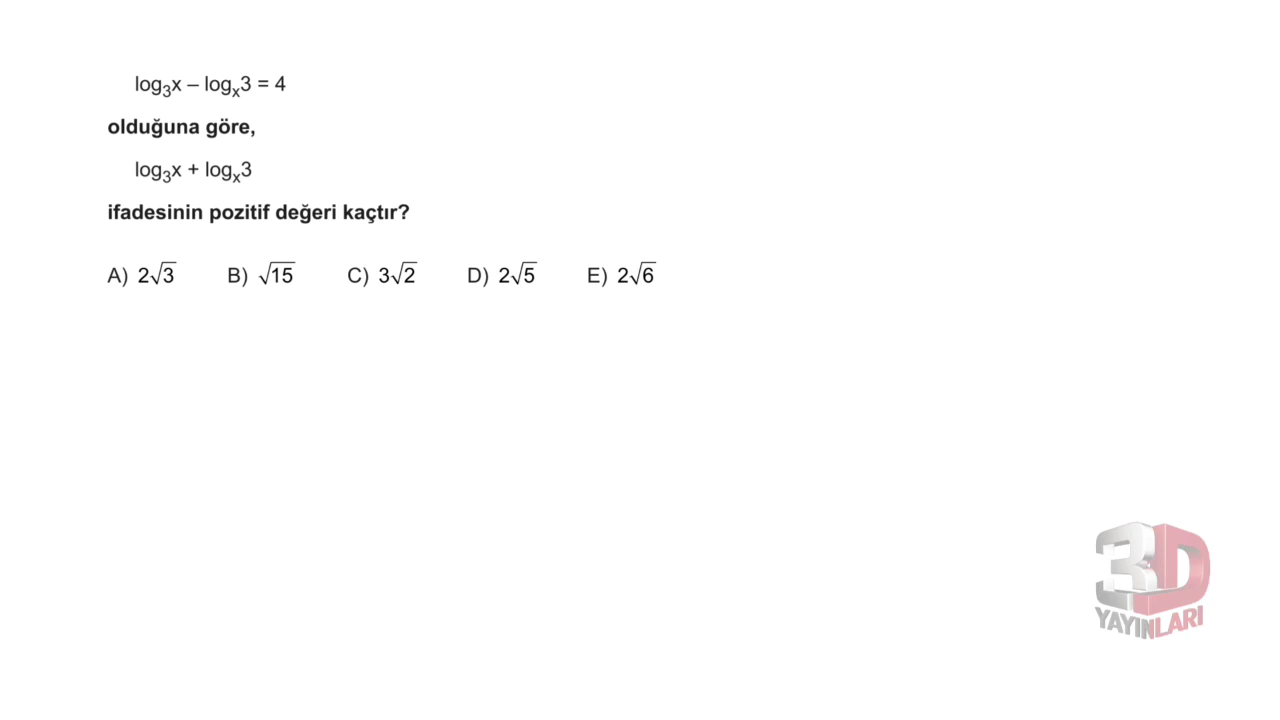 log₃x – logₓ3 = 4
olduğuna göre,
log₃x + logₓ3
ifadesinin pozitif değeri kaçtır?
A) 2√3 B) √15 C) 3√2 D) 2√5 E) 2√6
3D
YAYINLARI